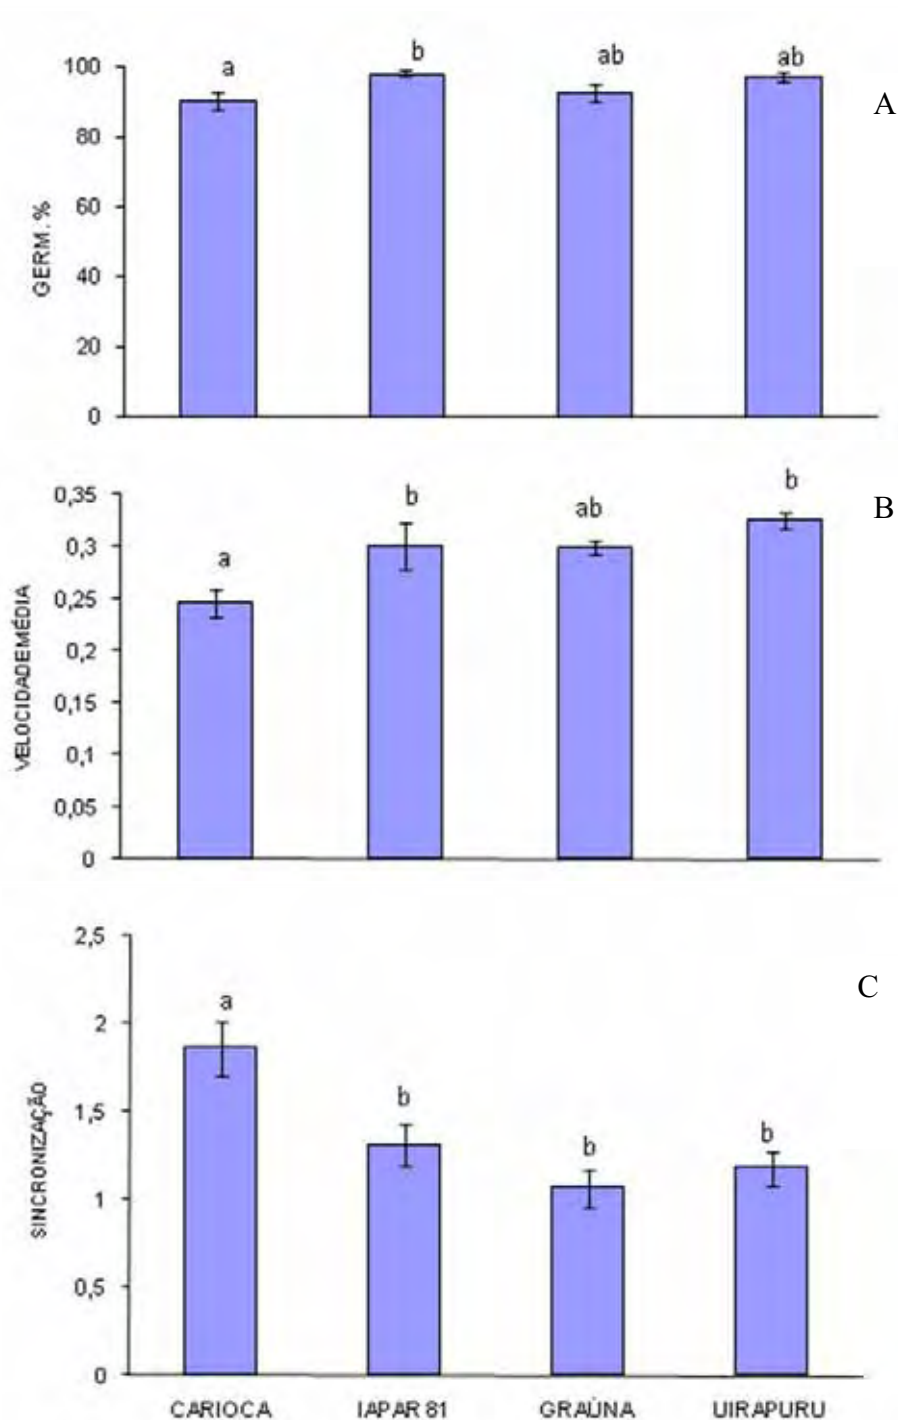 a b ab ab
100
80
60
40
20
0
GERM. %
A
a b ab b
0,35
0,3
0,25
0,2
0,15
0,1
0,05
0
VELOCIDADE MÉDIA
B
a b b b
2,5
2
1,5
1
0,5
0
SINCRONIZAÇÃO
C
CARIOCA IAPAR 81 GRAÚNA UIRAPURU